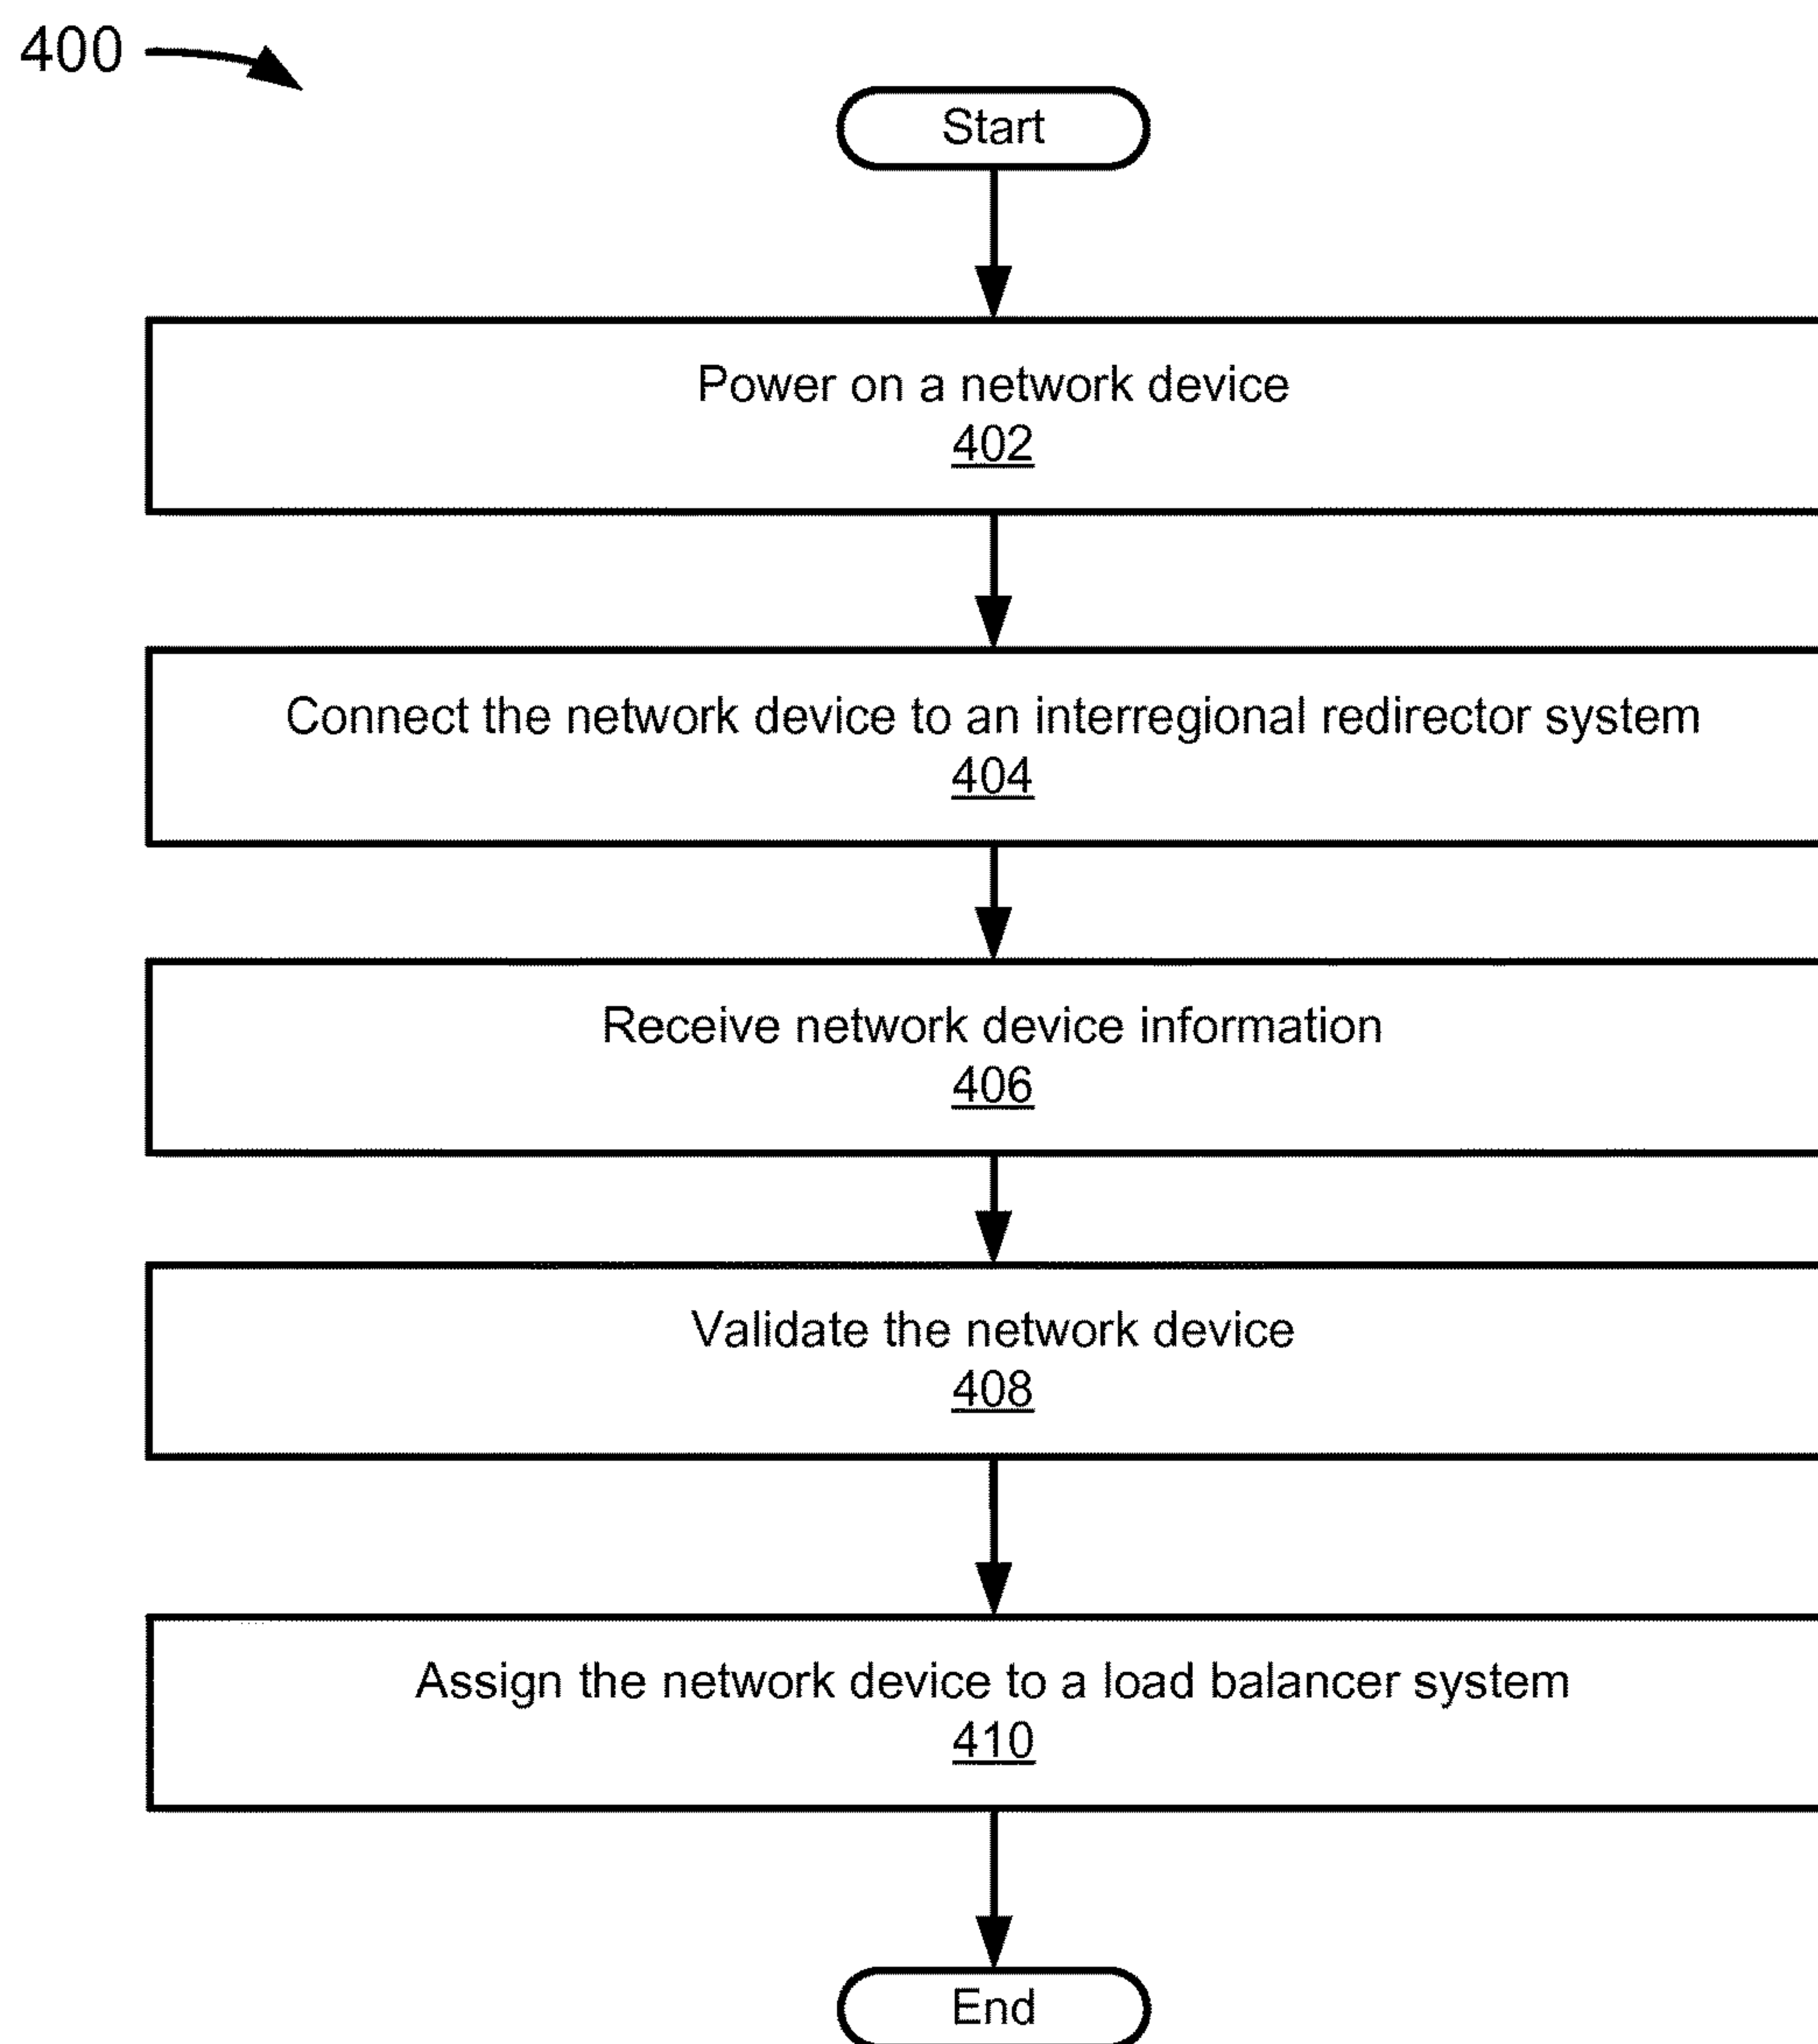 400
Start
Power on a network device
402
Connect the network device to an interregional redirector system
404
Receive network device information
406
Validate the network device
408
Assign the network device to a load balancer system
410
End